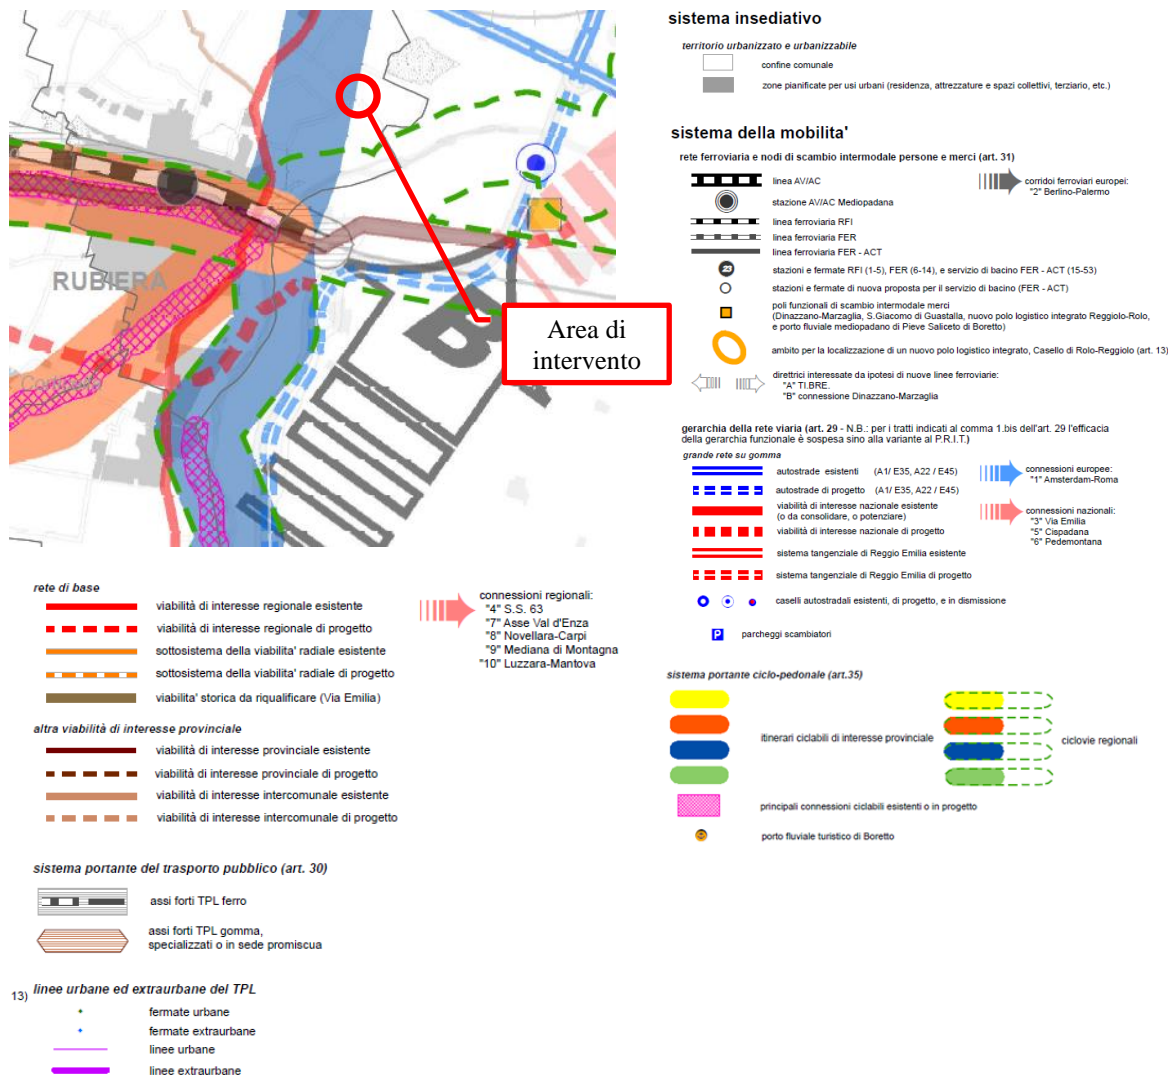 RUBIERA
Contrada
B
Area di
intervento
sistema insediativo
territorio urbanizzato e urbanizzabile
confine comunale
zone pianificate per usi urbani (residenza, attrezzature e spazi collettivi, terziario, etc.)
sistema della mobilita'
rete ferroviaria e nodi di scambio intermodale persone e merci (art. 31)
linea AV/AC
stazione AV/AC Mediopadana
linea ferroviaria RFI
linea ferroviaria FER
linea ferroviaria FER - ACT
23
stazioni e fermate RFI (1-5), FER (6-14), e servizio di bacino FER - ACT (15-53)
stazioni e fermate di nuova proposta per il servizio di bacino (FER - ACT)
poli funzionali di scambio intermodale merci
(Dinazzano-Marzaglia, S.Giacomo di Guastalla, nuovo polo logistico integrato Reggiolo-Rolo,
e porto fluviale mediopadano di Pieve Saliceto di Boretto)
ambito per la localizzazione di un nuovo polo logistico integrato, Casello di Rolo-Reggiolo (art. 13)
direttrici interessate da ipotesi di nuove linee ferroviarie:
"A" TI.BRE.
"B" connessione Dinazzano-Marzaglia
corridoi ferroviari europei:
"2" Berlino-Palermo
gerarchia della rete viaria (art. 29 - N.B.: per i tratti indicati al comma 1.bis dell'art. 29 l'efficacia
della gerarchia funzionale è sospesa sino alla variante al P.R.I.T.)
grande rete su gomma
autostrade esistenti (A1/ E35, A22 / E45)
autostrade di progetto (A1/ E35, A22 / E45)
viabilità di interesse nazionale esistente
(o da consolidare, o potenziare)
viabilità di interesse nazionale di progetto
sistema tangenziale di Reggio Emilia esistente
sistema tangenziale di Reggio Emilia di progetto
caselli autostradali esistenti, di progetto, e in dismissione
P
parcheggi scambiatori
connessioni europee:
"1" Amsterdam-Roma
connessioni nazionali:
"3" Via Emilia
"5" Cispadana
"6" Pedemontana
rete di base
viabilità di interesse regionale esistente
viabilità di interesse regionale di progetto
sottosistema della viabilita' radiale esistente
sottosistema della viabilita' radiale di progetto
viabilita' storica da riqualificare (Via Emilia)
connessioni regionali:
"4" S.S. 63
"7" Asse Val d'Enza
"8" Novellara-Carpi
"9" Mediana di Montagna
"10" Luzzara-Mantova
altra viabilità di interesse provinciale
viabilità di interesse provinciale esistente
viabilità di interesse provinciale di progetto
viabilità di interesse intercomunale esistente
viabilità di interesse intercomunale di progetto
sistema portante ciclo-pedonale (art.35)
itinerari ciclabili di interesse provinciale
ciclovie regionali
principali connessioni ciclabili esistenti o in progetto
porto fluviale turistico di Boretto
sistema portante del trasporto pubblico (art. 30)
assi forti TPL ferro
assi forti TPL gomma,
specializzati o in sede promiscua
13)
linee urbane ed extraurbane del TPL
fermate urbane
fermate extraurbane
linee urbane
linee extraurbane